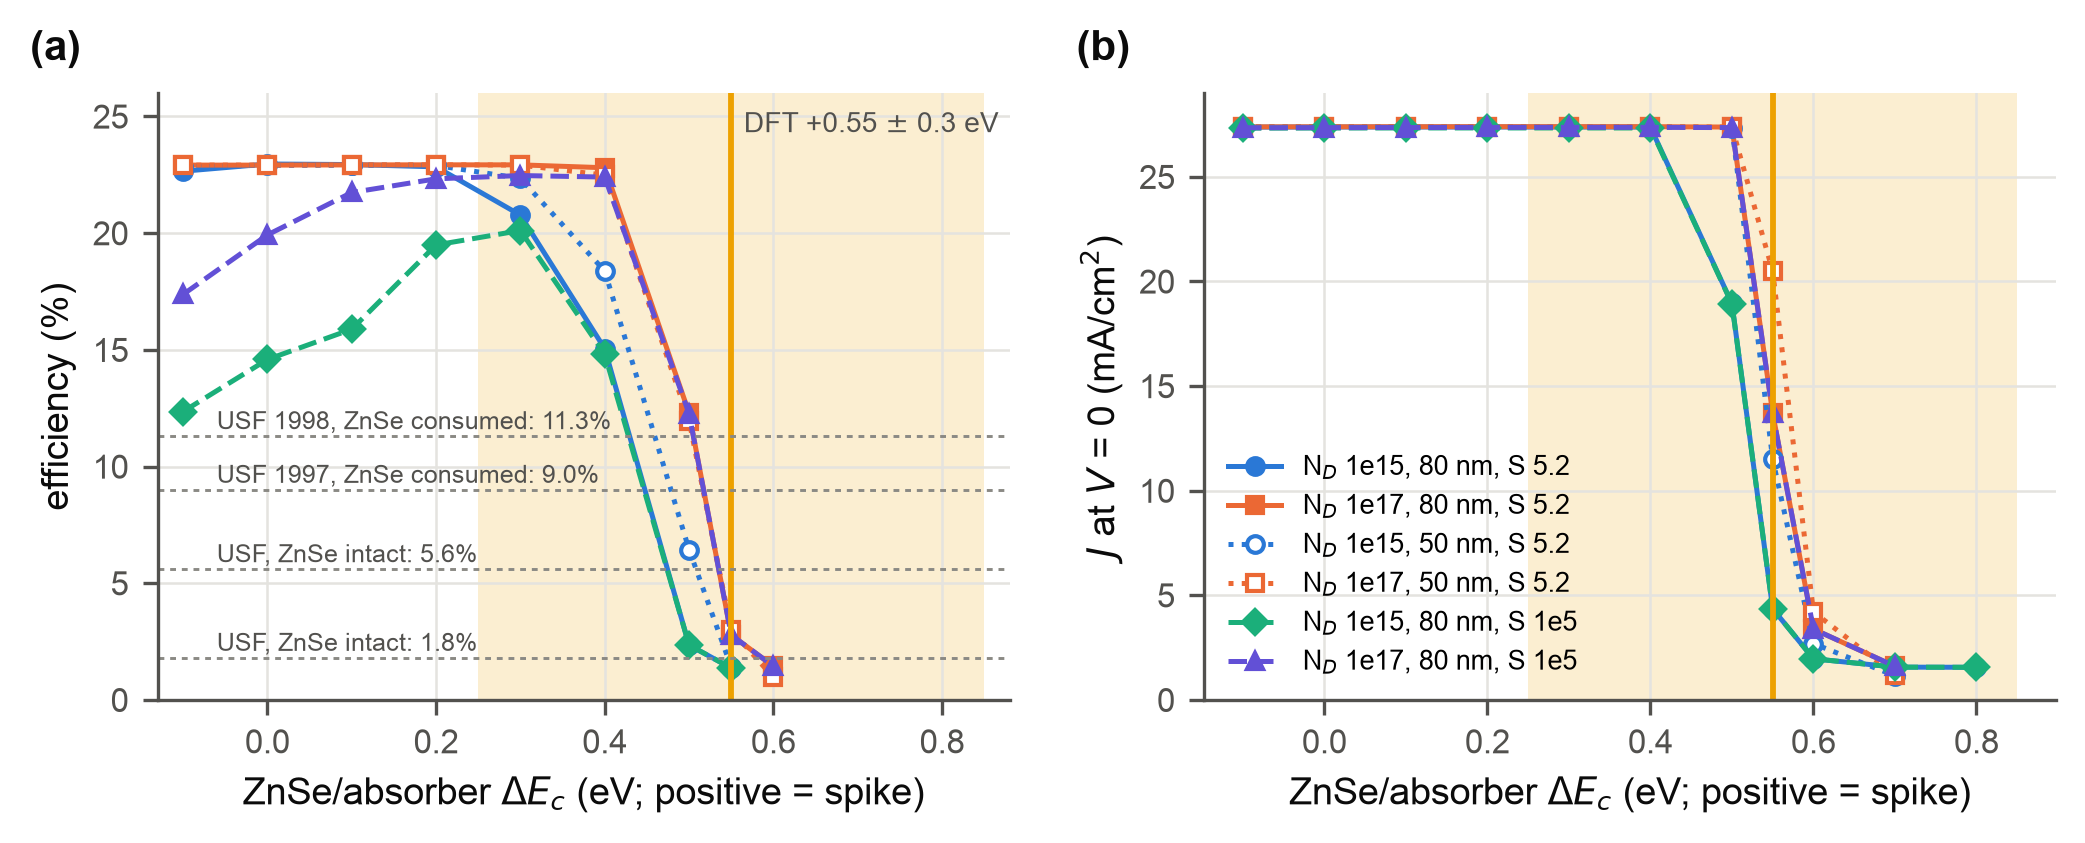 (a)
DFT +0.55 ± 0.3 eV
USF 1998, ZnSe consumed: 11.3%
USF 1997, ZnSe consumed: 9.0%
USF, ZnSe intact: 5.6%
USF, ZnSe intact: 1.8%
25
20
15
10
5
0
efficiency (%)
0.0 0.2 0.4 0.6 0.8
ZnSe/absorber ΔE_c (eV; positive = spike)
(b)
25
20
15
10
5
0
J at V = 0 (mA/cm²)
N_D 1e15, 80 nm, S 5.2
N_D 1e17, 80 nm, S 5.2
N_D 1e15, 50 nm, S 5.2
N_D 1e17, 50 nm, S 5.2
N_D 1e15, 80 nm, S 1e5
N_D 1e17, 80 nm, S 1e5
0.0 0.2 0.4 0.6 0.8
ZnSe/absorber ΔE_c (eV; positive = spike)